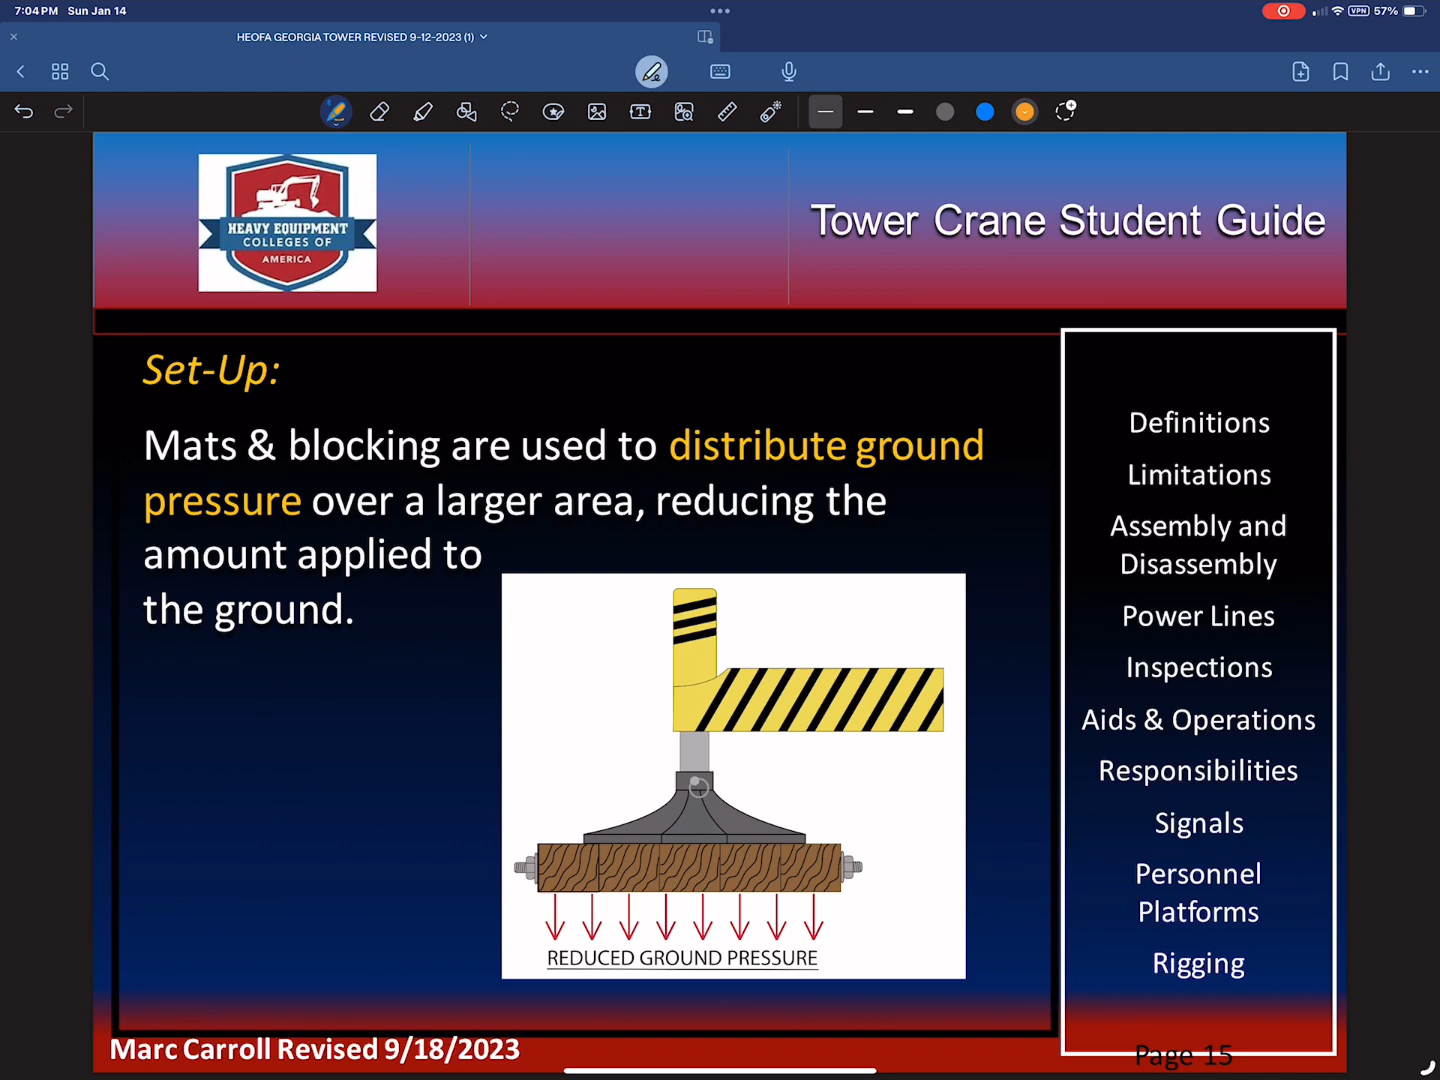 7:04 PM Sun Jan 14
VPN 57%
HEOFA GEORGIA TOWER REVISED 9-12-2023 (1)
HEAVY EQUIPMENT
COLLEGES OF
AMERICA
Tower Crane Student Guide
Set-Up:
Mats & blocking are used to distribute ground
pressure over a larger area, reducing the
amount applied to
the ground.
REDUCED GROUND PRESSURE
Definitions
Limitations
Assembly and
Disassembly
Power Lines
Inspections
Aids & Operations
Responsibilities
Signals
Personnel
Platforms
Rigging
Marc Carroll Revised 9/18/2023
Page 15